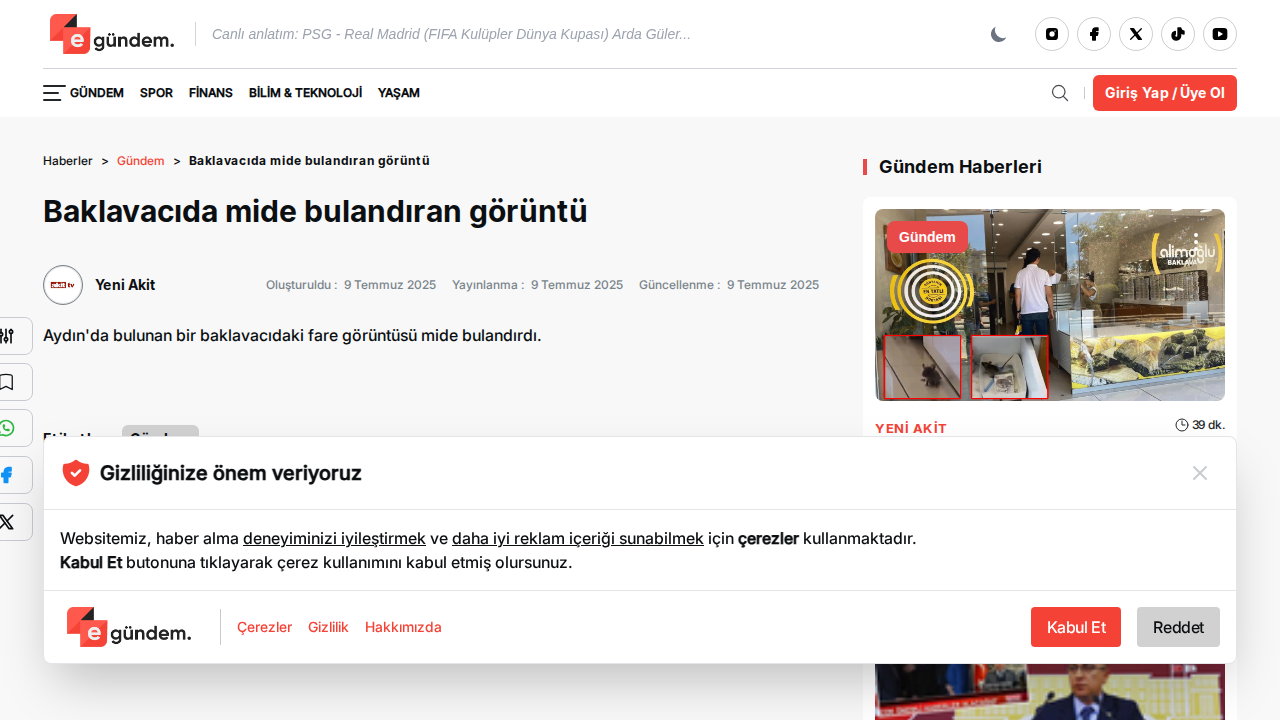 e gündem.
Canlı anlatım: PSG - Real Madrid (FIFA Kulüpler Dünya Kupası) Arda Güler...
GÜNDEM SPOR FİNANS BİLİM & TEKNOLOJİ YAŞAM
Giriş Yap / Üye Ol
Haberler > Gündem > Baklavacıda mide bulandıran görüntü
Baklavacıda mide bulandıran görüntü
Yeni Akit
Oluşturuldu : 9 Temmuz 2025 Yayınlanma : 9 Temmuz 2025 Güncellenme : 9 Temmuz 2025
Aydın'da bulunan bir baklavacıdaki fare görüntüsü mide bulandırdı.
Gündem Haberleri
Gündem
alimoğlu
BAKLAVA
YENİ AKİT
39 dk.
Gizliliğinize önem veriyoruz
Websitemiz, haber alma deneyiminizi iyileştirmek ve daha iyi reklam içeriği sunabilmek için çerezler kullanmaktadır.
Kabul Et butonuna tıklayarak çerez kullanımını kabul etmiş olursunuz.
e gündem.
Çerezler Gizlilik Hakkımızda
Kabul Et
Reddet